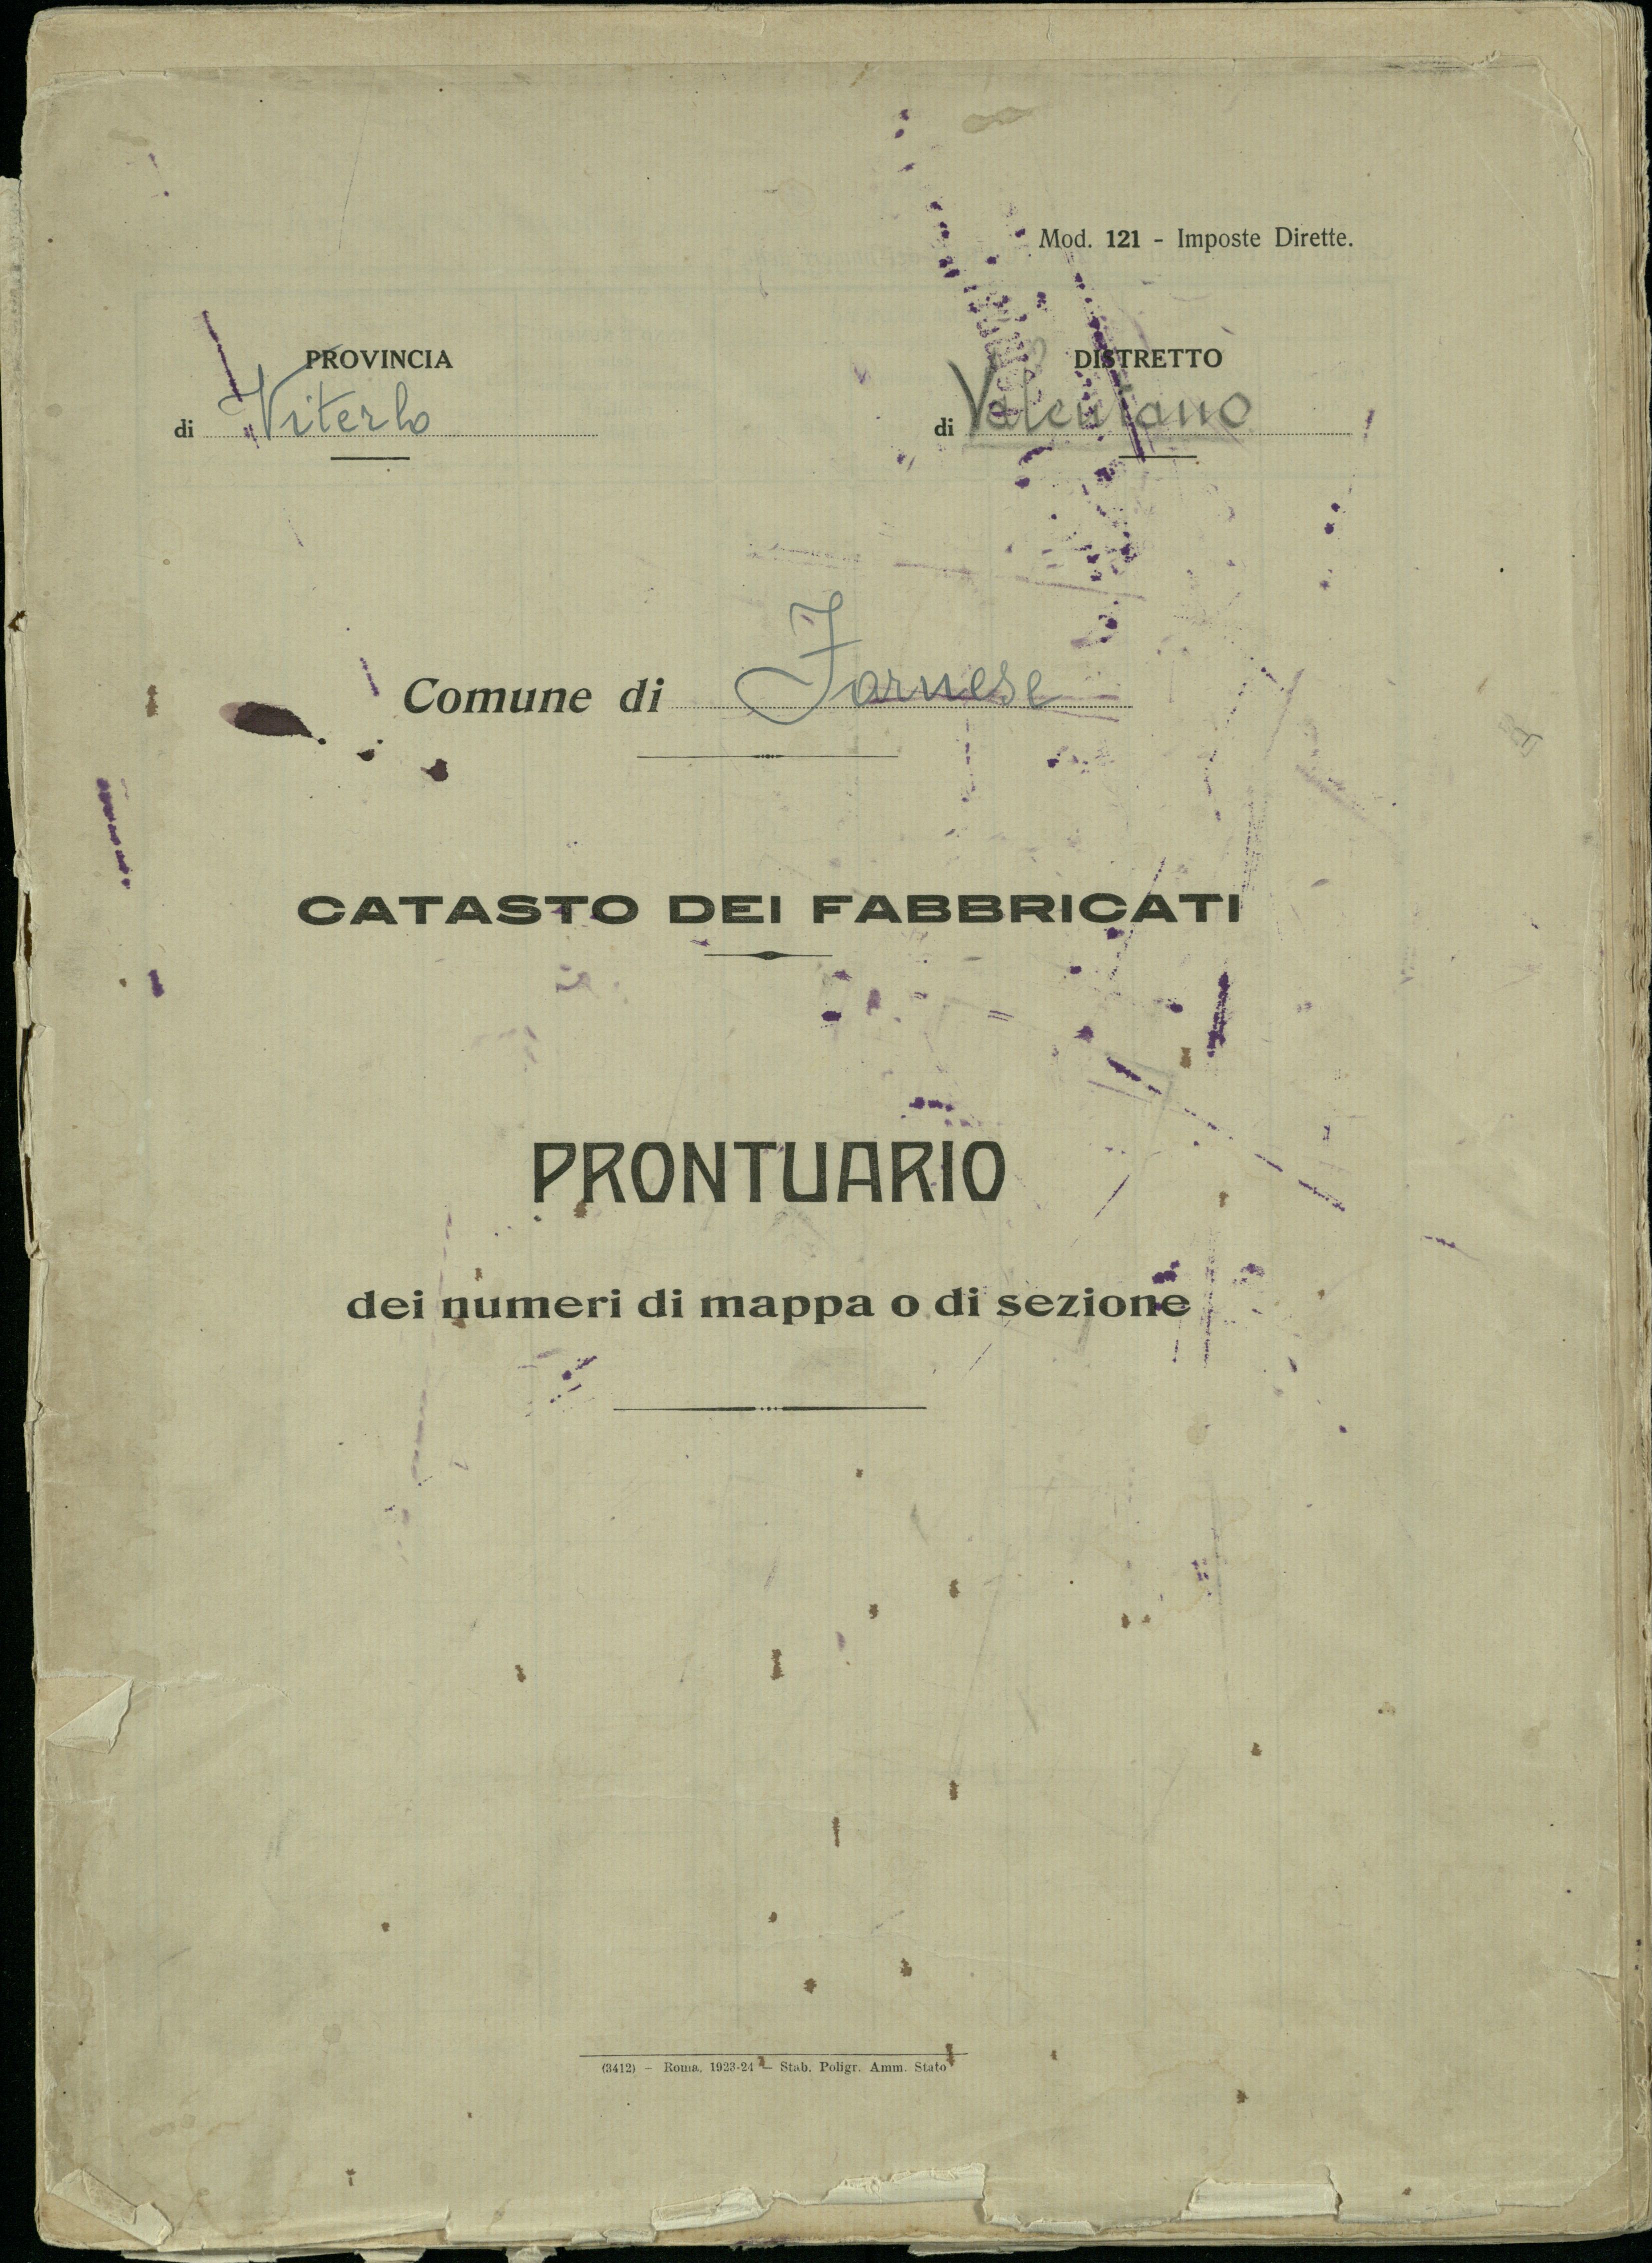 Mod. 121 - Imposte Dirette.
PROVINCIA
di Viterbo
DISTRETTO
di Valentano
Comune di Farnese
CATASTO DEI FABBRICATI
PRONTUARIO
dei numeri di mappa o di sezione
(3412) - Roma, 1923-24 - Stab. Poligr. Amm. Stato